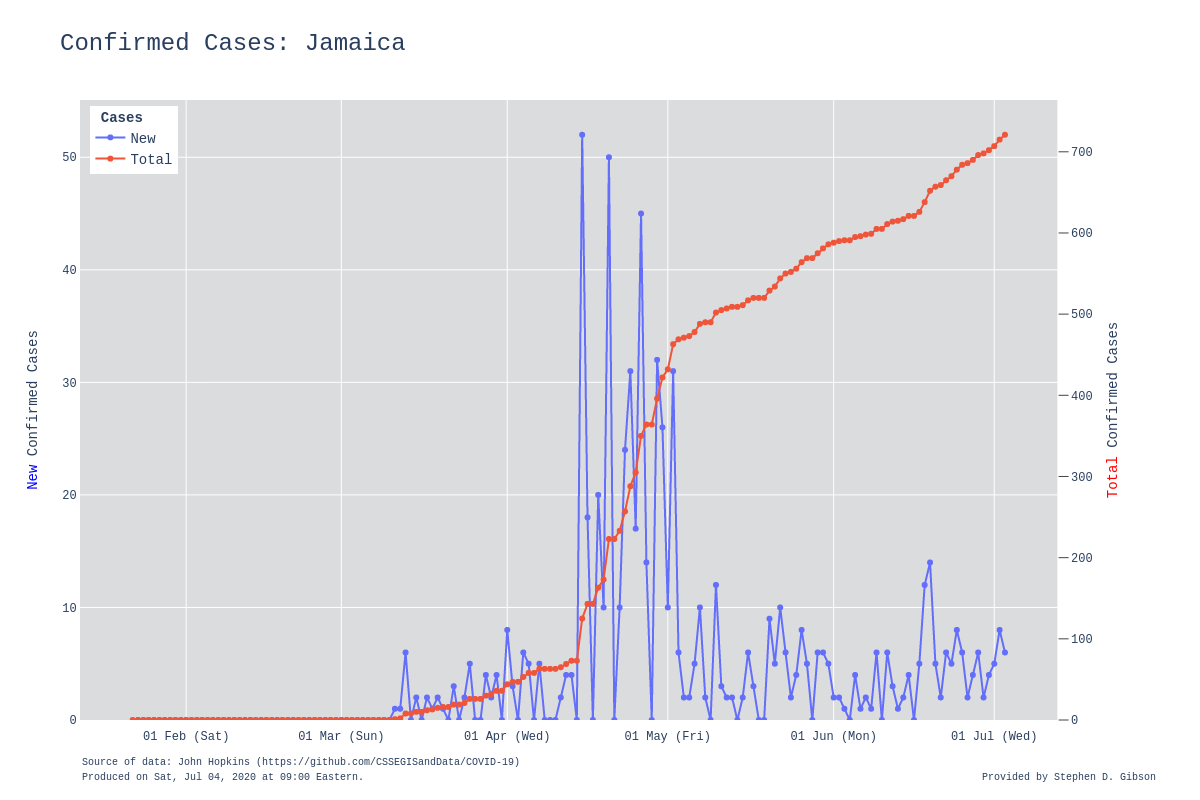 Confirmed Cases: Jamaica
Cases
New
Total
50
40
30
20
10
0
700
600
500
400
300
200
100
0
New Confirmed Cases
Total Confirmed Cases
01 Feb (Sat) 01 Mar (Sun) 01 Apr (Wed) 01 May (Fri) 01 Jun (Mon) 01 Jul (Wed)
Source of data: John Hopkins (https://github.com/CSSEGISandData/COVID-19)
Produced on Sat, Jul 04, 2020 at 09:00 Eastern.
Provided by Stephen D. Gibson